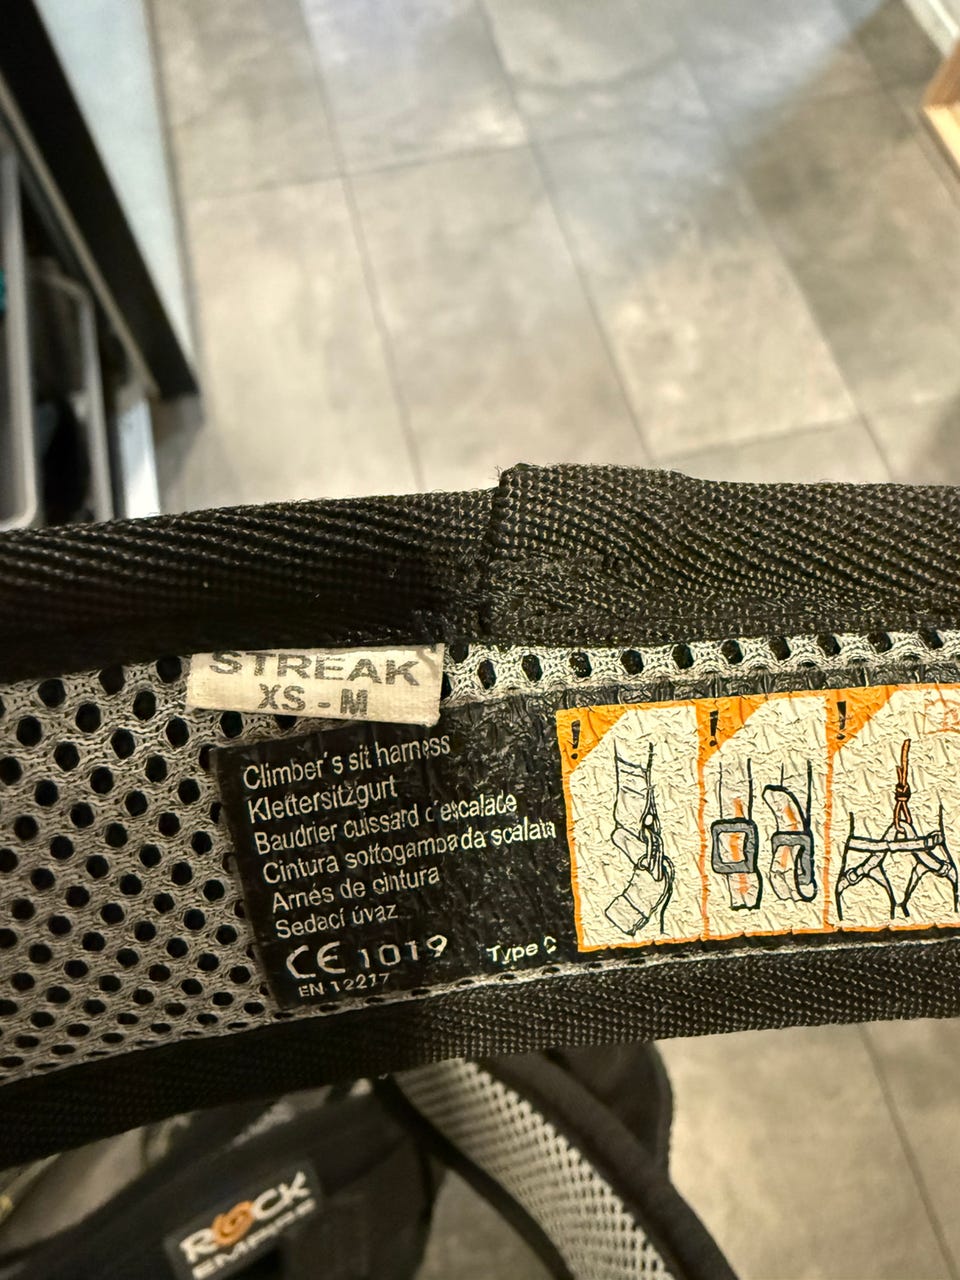 STREAK
XS - M
Climber's sit harness
Klettersitzgurt
Baudrier cuissard d'escalade
Cintura sottogamba da scalata
Arnés de cintura
Sedací úvaz
CE 1019
Type C
EN 12277
!
!
!
ROCK
EMPIRE